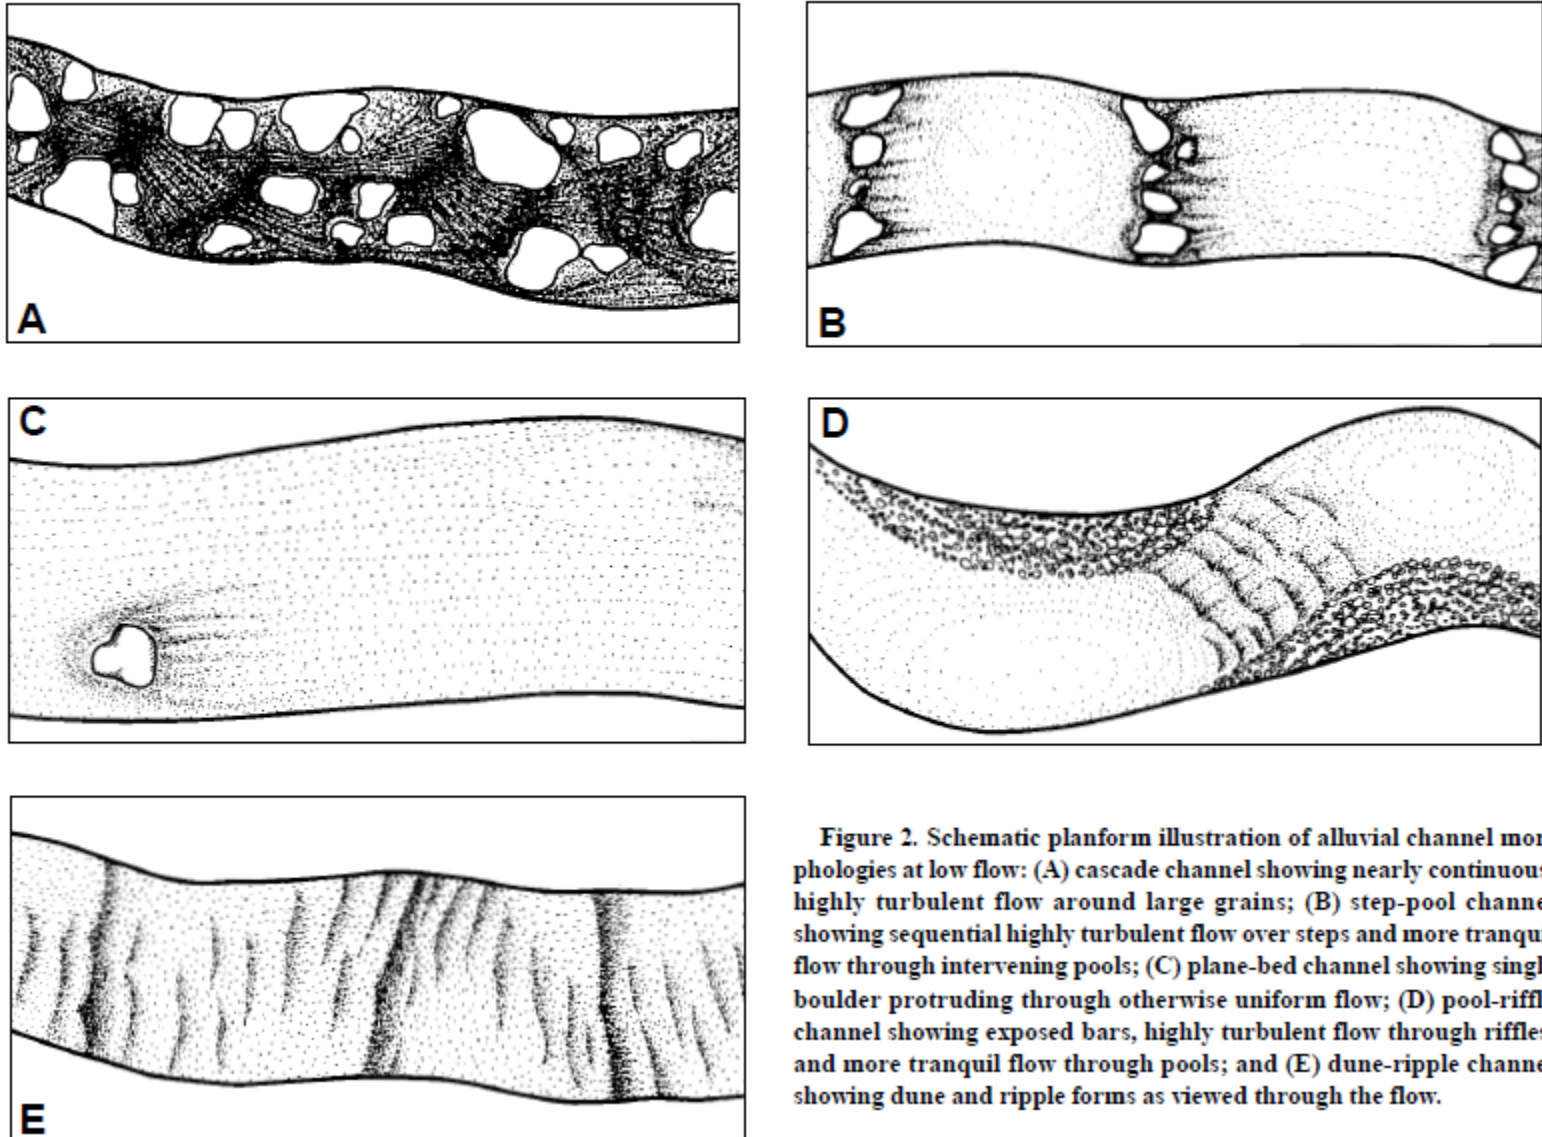 A
B
C
D
E
Figure 2. Schematic planform illustration of alluvial channel mor
phologies at low flow: (A) cascade channel showing nearly continuous
highly turbulent flow around large grains; (B) step-pool channe
showing sequential highly turbulent flow over steps and more tranqui
flow through intervening pools; (C) plane-bed channel showing singl
boulder protruding through otherwise uniform flow; (D) pool-riffl
channel showing exposed bars, highly turbulent flow through riffles
and more tranquil flow through pools; and (E) dune-ripple channe
showing dune and ripple forms as viewed through the flow.